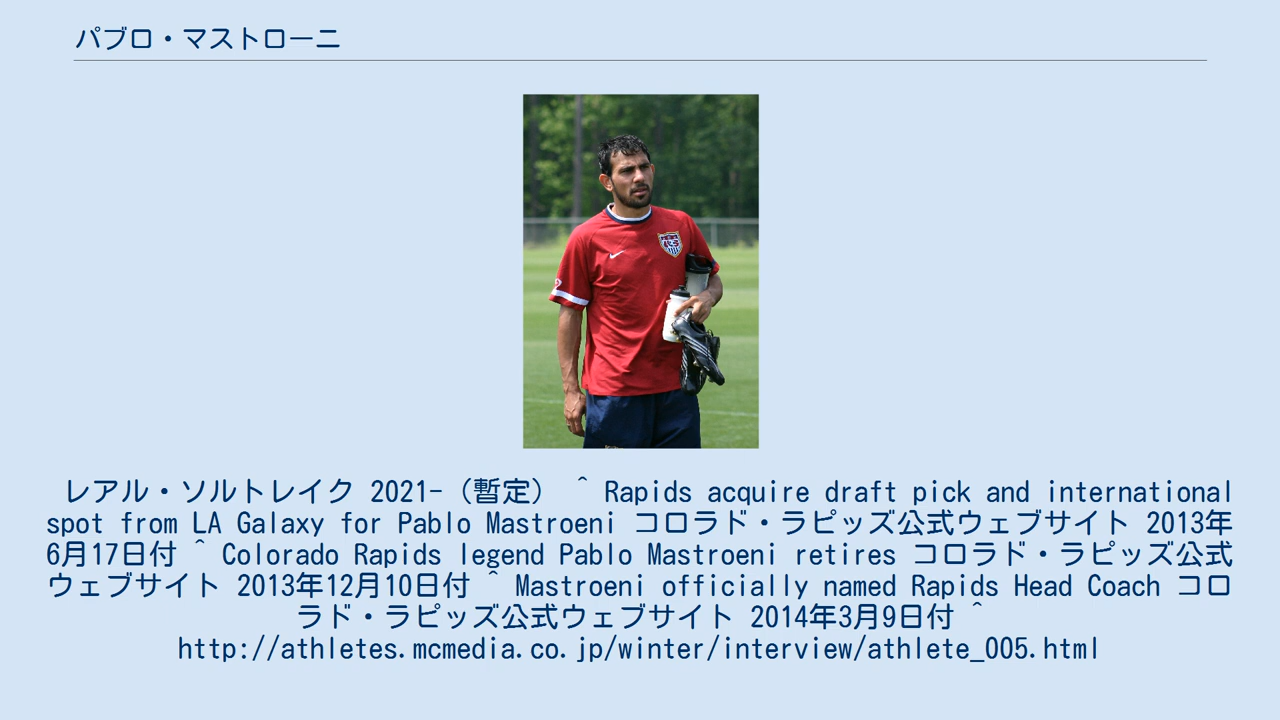 パブロ・マストローニ
レアル・ソルトレイク 2021-（暫定） ^ Rapids acquire draft pick and international
spot from LA Galaxy for Pablo Mastroeni コロラド・ラピッズ公式ウェブサイト 2013年
6月17日付 ^ Colorado Rapids legend Pablo Mastroeni retires コロラド・ラピッズ公式
ウェブサイト 2013年12月10日付 ^ Mastroeni officially named Rapids Head Coach コロ
ラド・ラピッズ公式ウェブサイト 2014年3月9日付 ^
http://athletes.mcmedia.co.jp/winter/interview/athlete_005.html